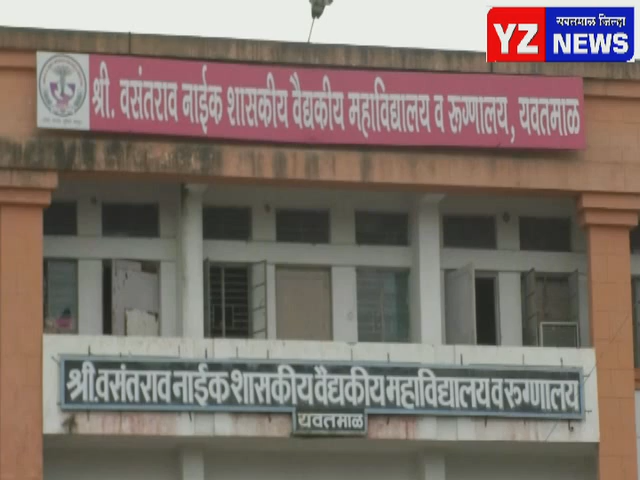 यवतमाळ जिल्हा
YZ NEWS
श्री. वसंतराव नाईक शासकीय वैद्यकीय महाविद्यालय व रूग्णालय, यवतमाळ
श्री.वसंतराव नाईक शासकीय वैद्यकीय महाविद्यालय व रुग्णालय
यवतमाळ